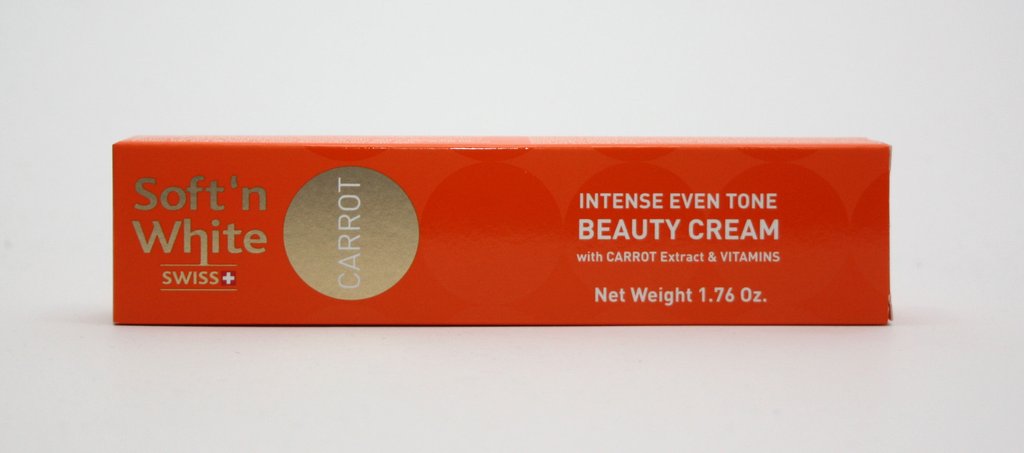 Soft'n
White
SWISS
CARROT
INTENSE EVEN TONE
BEAUTY CREAM
with CARROT Extract & VITAMINS
Net Weight 1.76 Oz.